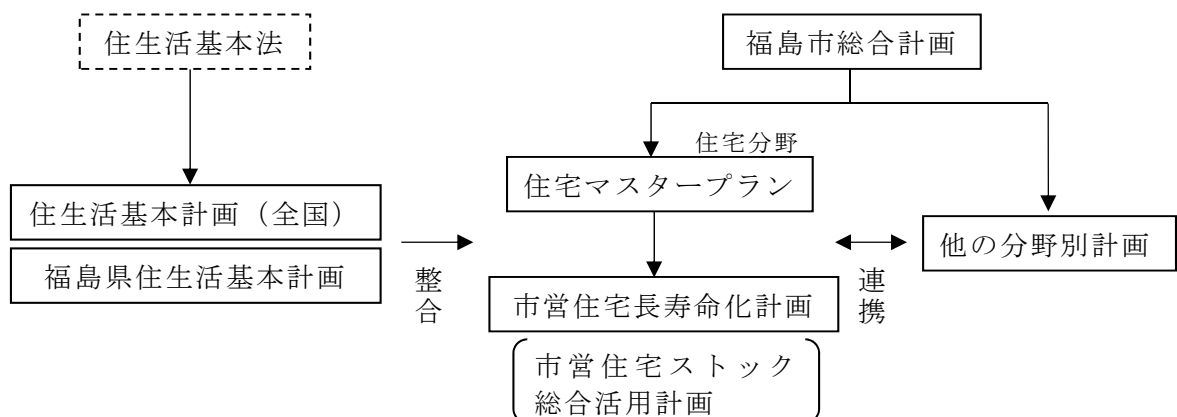 住生活基本法
福島市総合計画
住宅分野
住宅マスタープラン
住生活基本計画（全国）
福島県住生活基本計画
整合
連携
他の分野別計画
市営住宅長寿命化計画
市営住宅ストック
総合活用計画